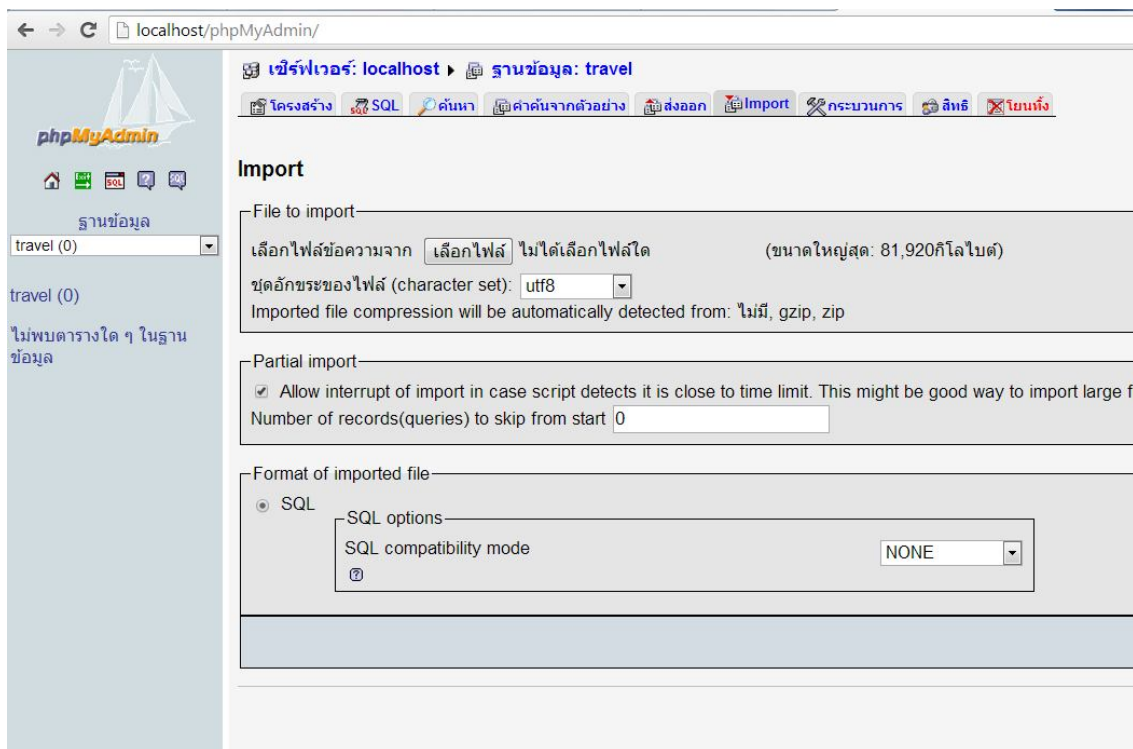 localhost/phpMyAdmin/
phpMyAdmin
Exit
SQL
ฐานข้อมูล
travel (0)
travel (0)
ไม่พบตารางใด ๆ ในฐาน
ข้อมูล
เซิร์ฟเวอร์: localhost ▸ ฐานข้อมูล: travel
โครงสร้าง SQL ค้นหา คำค้นจากตัวอย่าง ส่งออก Import กระบวนการ สิทธิ โยนทิ้ง
Import
File to import
เลือกไฟล์ข้อความจาก เลือกไฟล์ ไม่ได้เลือกไฟล์ใด (ขนาดใหญ่สุด: 81,920กิโลไบต์)
ชุดอักขระของไฟล์ (character set): utf8
Imported file compression will be automatically detected from: ไม่มี, gzip, zip
Partial import
Allow interrupt of import in case script detects it is close to time limit. This might be good way to import large f
Number of records(queries) to skip from start 0
Format of imported file
SQL
SQL options
SQL compatibility mode NONE